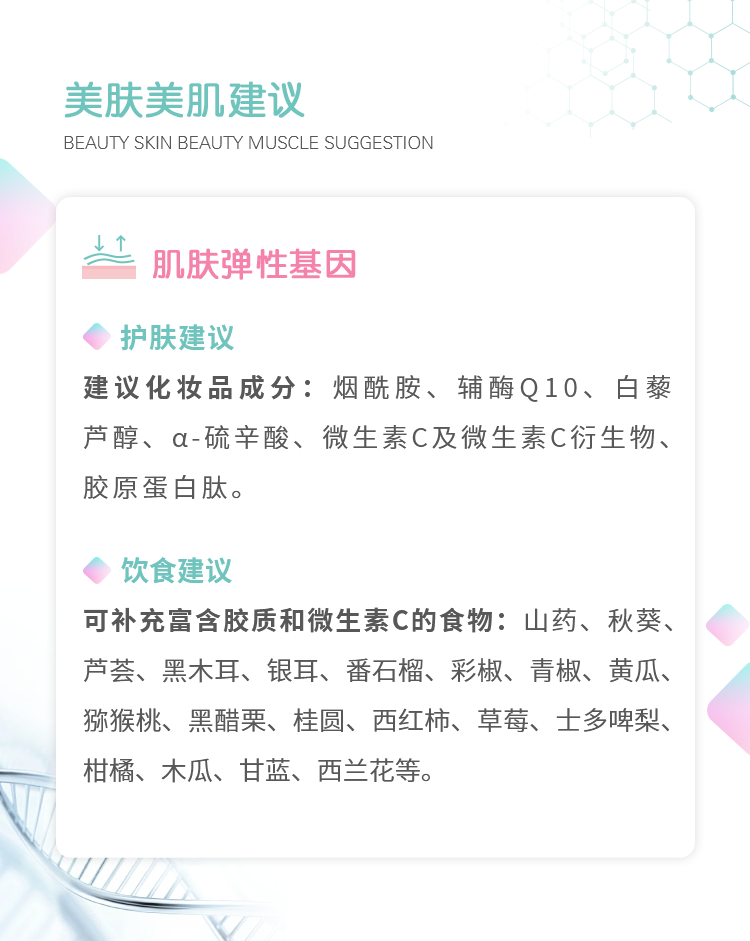 美肤美肌建议
BEAUTY SKIN BEAUTY MUSCLE SUGGESTION
肌肤弹性基因
护肤建议
建议化妆品成分：烟酰胺、辅酶Q10、白藜
芦醇、α-硫辛酸、微生素C及微生素C衍生物、
胶原蛋白肽。
饮食建议
可补充富含胶质和微生素C的食物：山药、秋葵、
芦荟、黑木耳、银耳、番石榴、彩椒、青椒、黄瓜、
猕猴桃、黑醋栗、桂圆、西红柿、草莓、士多啤梨、
柑橘、木瓜、甘蓝、西兰花等。